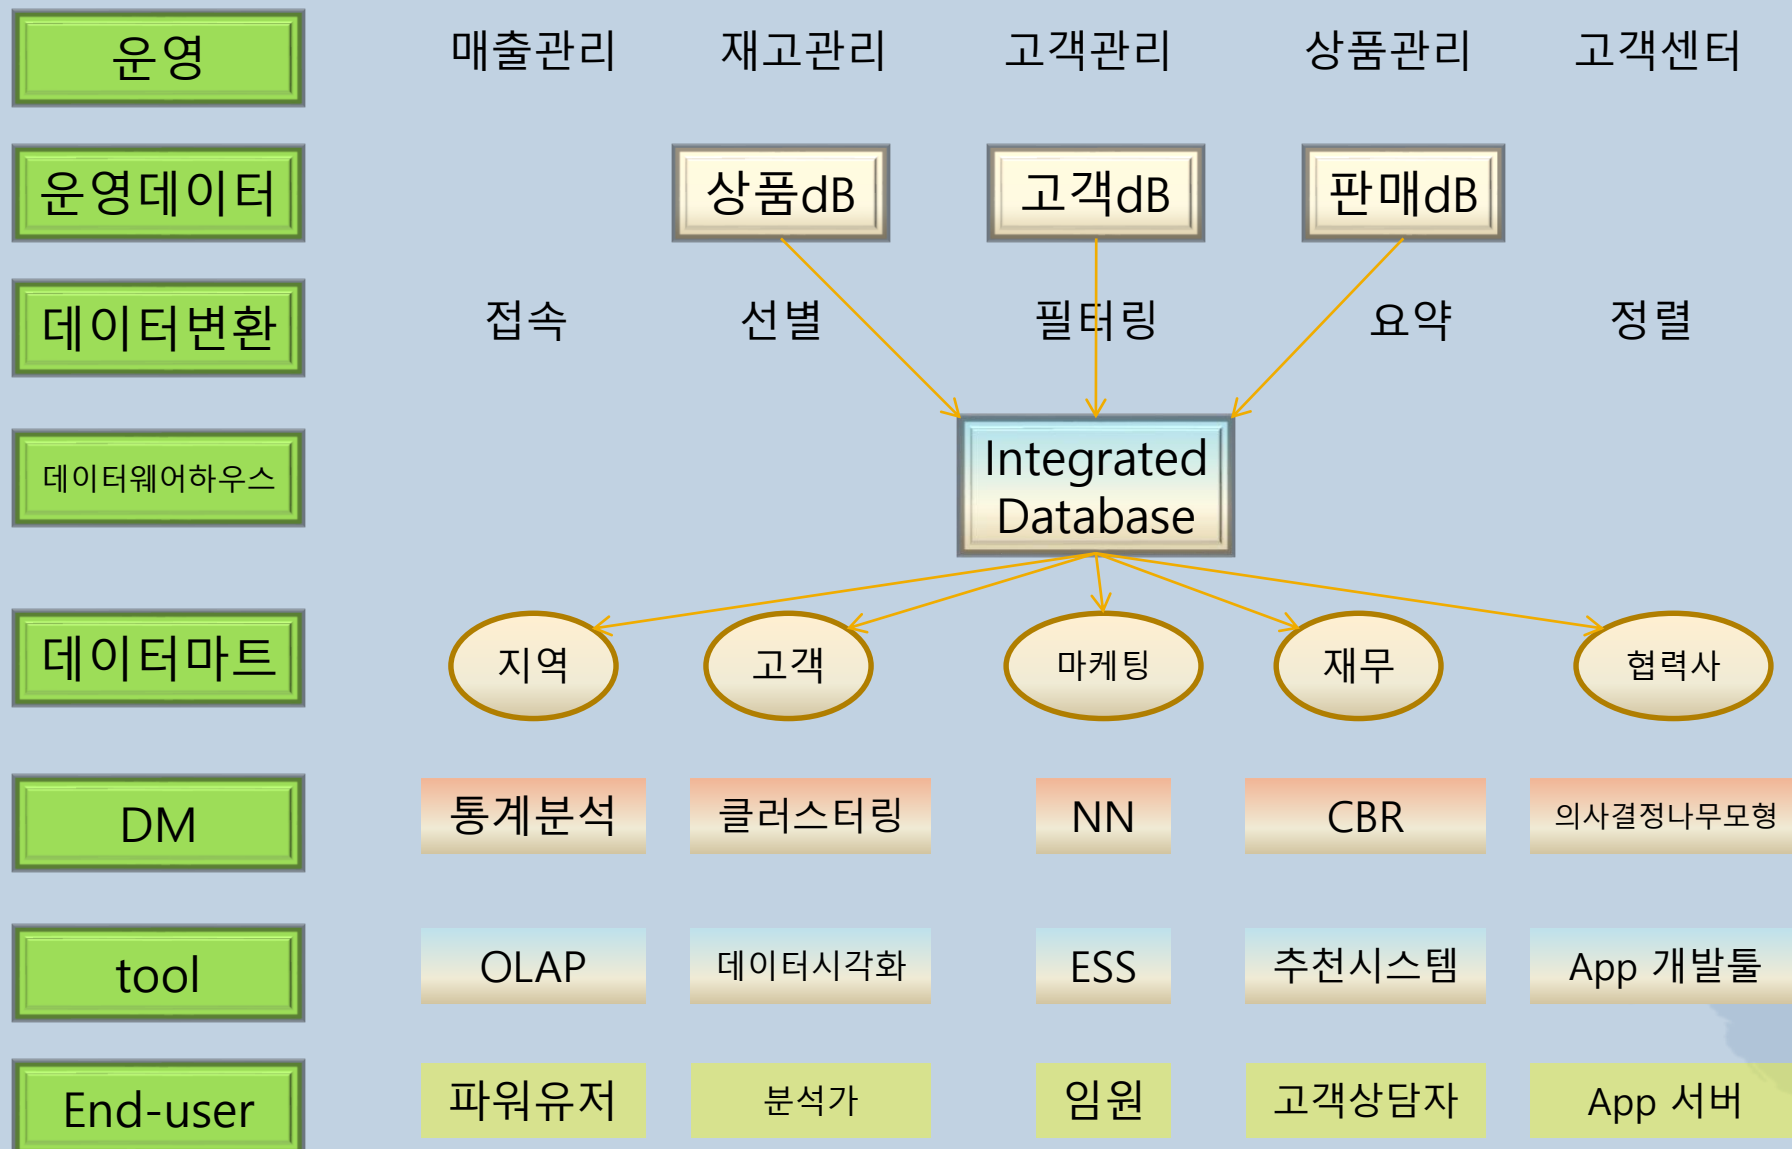 운영 매출관리 재고관리 고객관리 상품관리 고객센터
운영데이터 상품dB 고객dB 판매dB
데이터변환 접속 선별 필터링 요약 정렬
데이터웨어하우스
Integrated
Database
데이터마트 지역 고객 마케팅 재무 협력사
DM 통계분석 클러스터링 NN CBR 의사결정나무모형
tool OLAP 데이터시각화 ESS 추천시스템 App 개발툴
End-user 파워유저 분석가 임원 고객상담자 App 서버